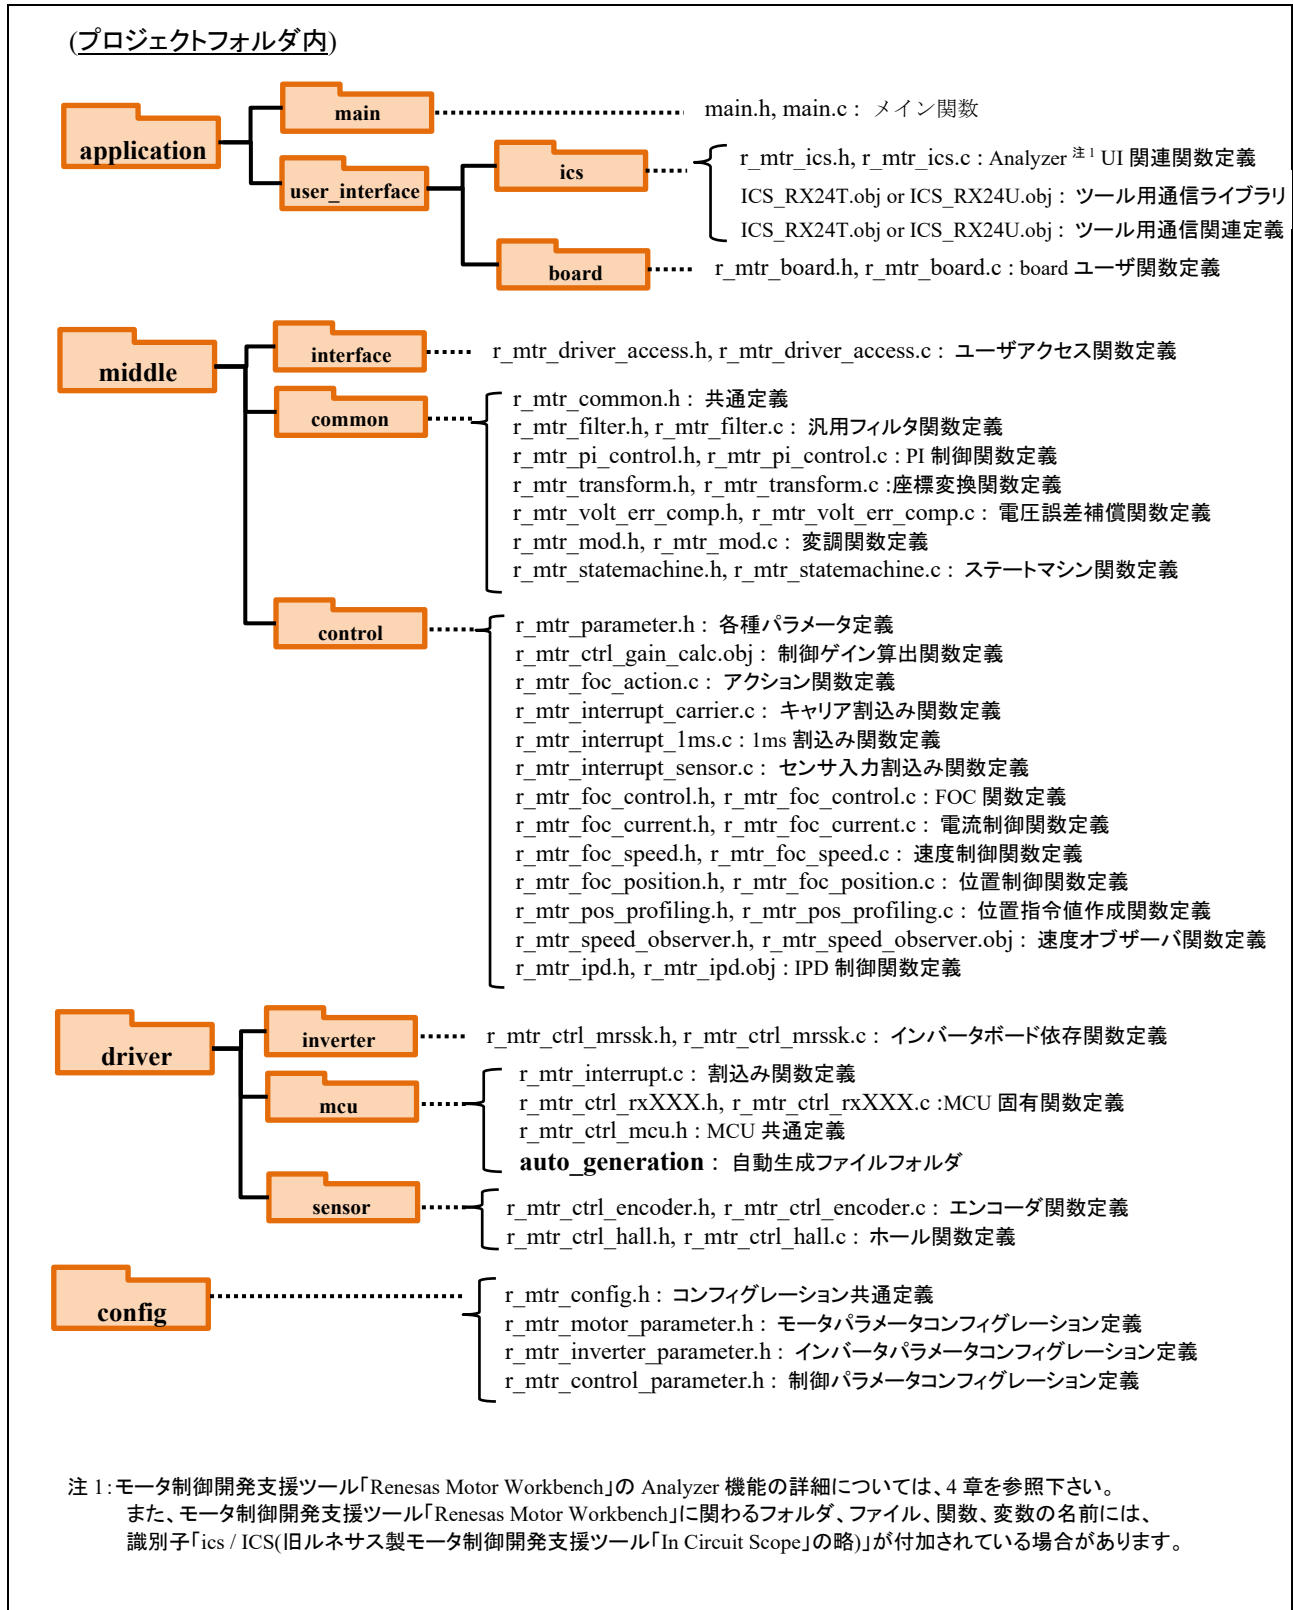 (プロジェクトフォルダ内)
application
main
main.h, main.c : メイン関数
user_interface
ics
r_mtr_ics.h, r_mtr_ics.c : Analyzer 注1 UI 関連関数定義
ICS_RX24T.obj or ICS_RX24U.obj : ツール用通信ライブラリ
ICS_RX24T.obj or ICS_RX24U.obj : ツール用通信関連定義
board
r_mtr_board.h, r_mtr_board.c : board ユーザ関数定義
middle
interface
r_mtr_driver_access.h, r_mtr_driver_access.c : ユーザアクセス関数定義
common
r_mtr_common.h : 共通定義
r_mtr_filter.h, r_mtr_filter.c : 汎用フィルタ関数定義
r_mtr_pi_control.h, r_mtr_pi_control.c : PI 制御関数定義
r_mtr_transform.h, r_mtr_transform.c :座標変換関数定義
r_mtr_volt_err_comp.h, r_mtr_volt_err_comp.c : 電圧誤差補償関数定義
r_mtr_mod.h, r_mtr_mod.c : 変調関数定義
r_mtr_statemachine.h, r_mtr_statemachine.c : ステートマシン関数定義
control
r_mtr_parameter.h : 各種パラメータ定義
r_mtr_ctrl_gain_calc.obj : 制御ゲイン算出関数定義
r_mtr_foc_action.c : アクション関数定義
r_mtr_interrupt_carrier.c : キャリア割込み関数定義
r_mtr_interrupt_1ms.c : 1ms 割込み関数定義
r_mtr_interrupt_sensor.c : センサ入力割込み関数定義
r_mtr_foc_control.h, r_mtr_foc_control.c : FOC 関数定義
r_mtr_foc_current.h, r_mtr_foc_current.c : 電流制御関数定義
r_mtr_foc_speed.h, r_mtr_foc_speed.c : 速度制御関数定義
r_mtr_foc_position.h, r_mtr_foc_position.c : 位置制御関数定義
r_mtr_pos_profiling.h, r_mtr_pos_profiling.c : 位置指令値作成関数定義
r_mtr_speed_observer.h, r_mtr_speed_observer.obj : 速度オブザーバ関数定義
r_mtr_ipd.h, r_mtr_ipd.obj : IPD 制御関数定義
driver
inverter
r_mtr_ctrl_mrssk.h, r_mtr_ctrl_mrssk.c : インバータボード依存関数定義
mcu
r_mtr_interrupt.c : 割込み関数定義
r_mtr_ctrl_rxXXX.h, r_mtr_ctrl_rxXXX.c :MCU 固有関数定義
r_mtr_ctrl_mcu.h : MCU 共通定義
auto_generation : 自動生成ファイルフォルダ
sensor
r_mtr_ctrl_encoder.h, r_mtr_ctrl_encoder.c : エンコーダ関数定義
r_mtr_ctrl_hall.h, r_mtr_ctrl_hall.c : ホール関数定義
config
r_mtr_config.h : コンフィグレーション共通定義
r_mtr_motor_parameter.h : モータパラメータコンフィグレーション定義
r_mtr_inverter_parameter.h : インバータパラメータコンフィグレーション定義
r_mtr_control_parameter.h : 制御パラメータコンフィグレーション定義
注 1:モータ制御開発支援ツール「Renesas Motor Workbench」の Analyzer 機能の詳細については、4 章を参照下さい。
また、モータ制御開発支援ツール「Renesas Motor Workbench」に関わるフォルダ、ファイル、関数、変数の名前には、
識別子「ics / ICS(旧ルネサス製モータ制御開発支援ツール「In Circuit Scope」の略)」が付加されている場合があります。